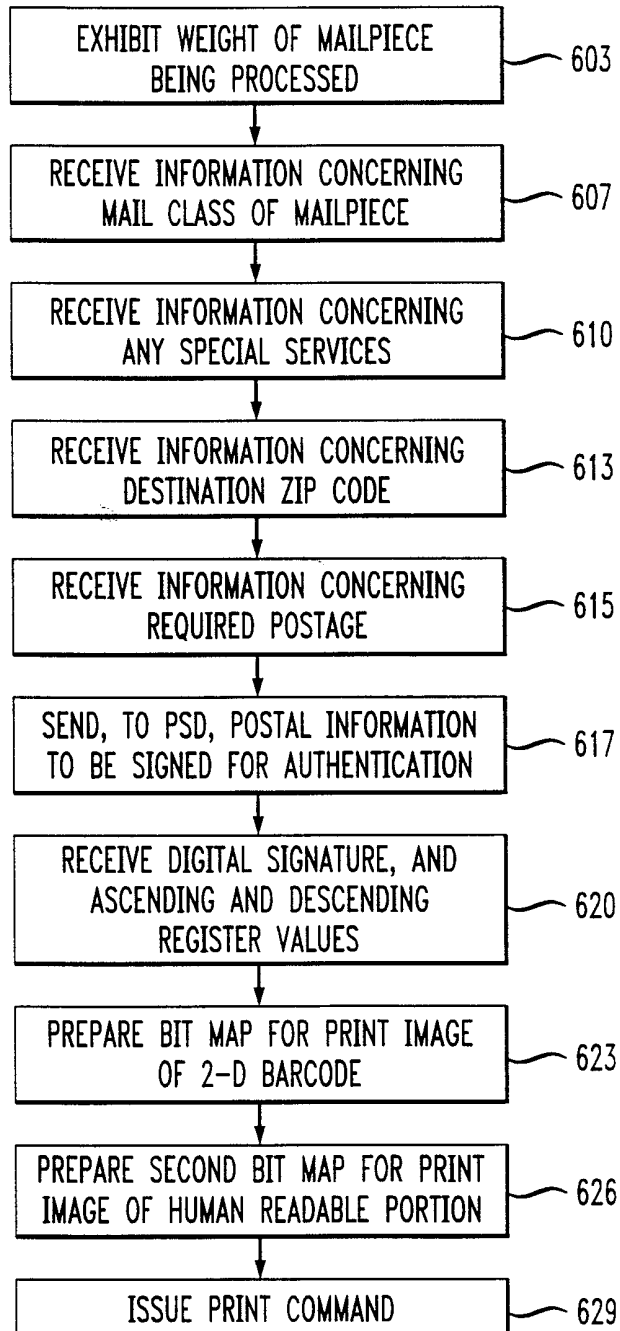 EXHIBIT WEIGHT OF MAILPIECE
BEING PROCESSED
603
RECEIVE INFORMATION CONCERNING
MAIL CLASS OF MAILPIECE
607
RECEIVE INFORMATION CONCERNING
ANY SPECIAL SERVICES
610
RECEIVE INFORMATION CONCERNING
DESTINATION ZIP CODE
613
RECEIVE INFORMATION CONCERNING
REQUIRED POSTAGE
615
SEND, TO PSD, POSTAL INFORMATION
TO BE SIGNED FOR AUTHENTICATION
617
RECEIVE DIGITAL SIGNATURE, AND
ASCENDING AND DESCENDING
REGISTER VALUES
620
PREPARE BIT MAP FOR PRINT IMAGE
OF 2-D BARCODE
623
PREPARE SECOND BIT MAP FOR PRINT
IMAGE OF HUMAN READABLE PORTION
626
ISSUE PRINT COMMAND
629